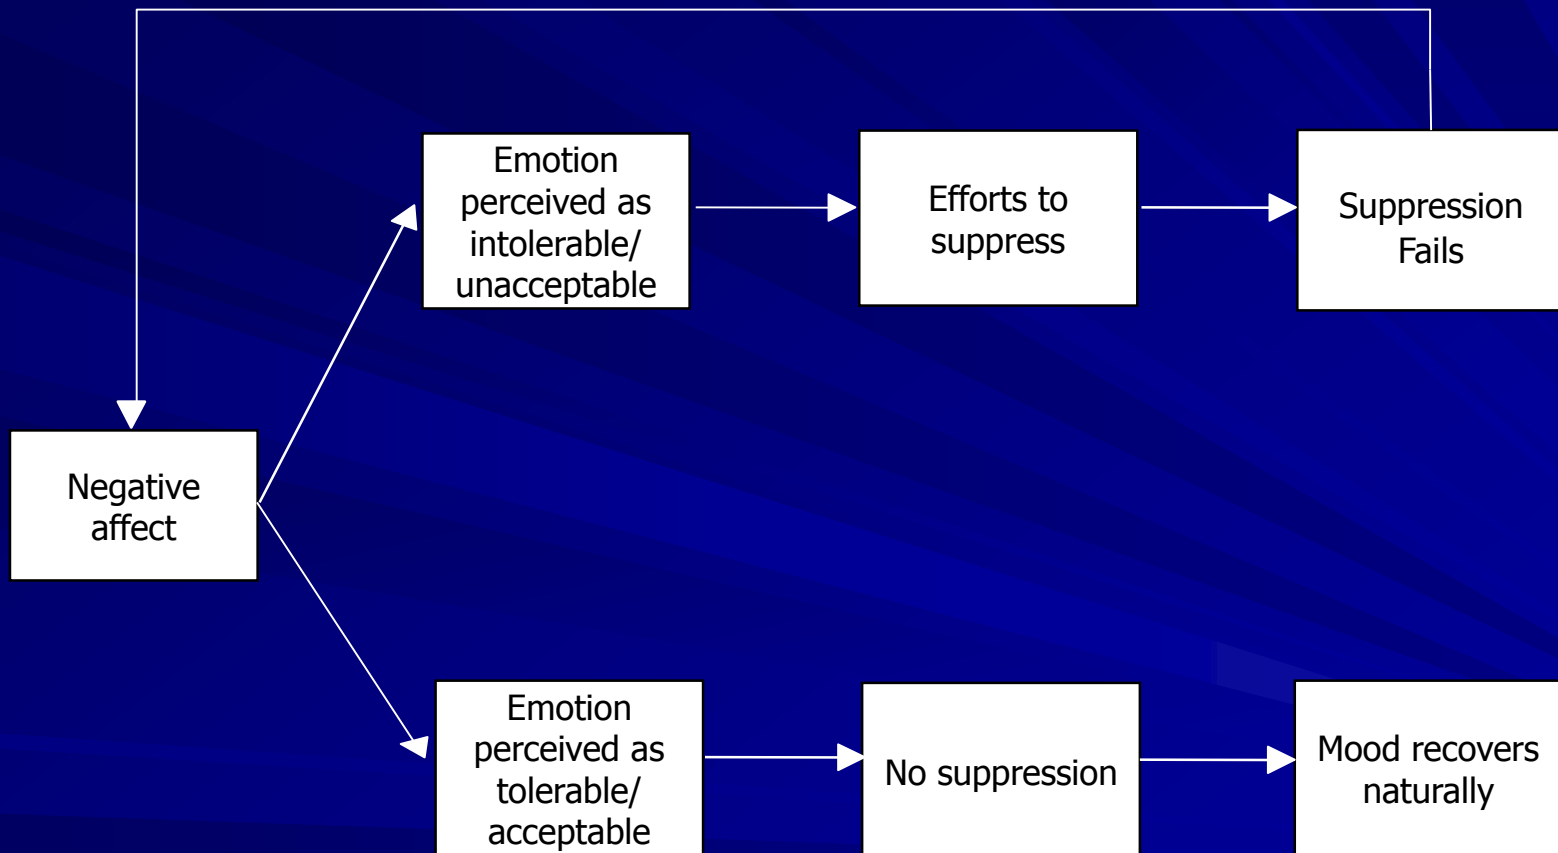 Emotion
perceived as
intolerable/
unacceptable
Efforts to
suppress
Suppression
Fails
Negative
affect
Emotion
perceived as
tolerable/
acceptable
No suppression
Mood recovers
naturally